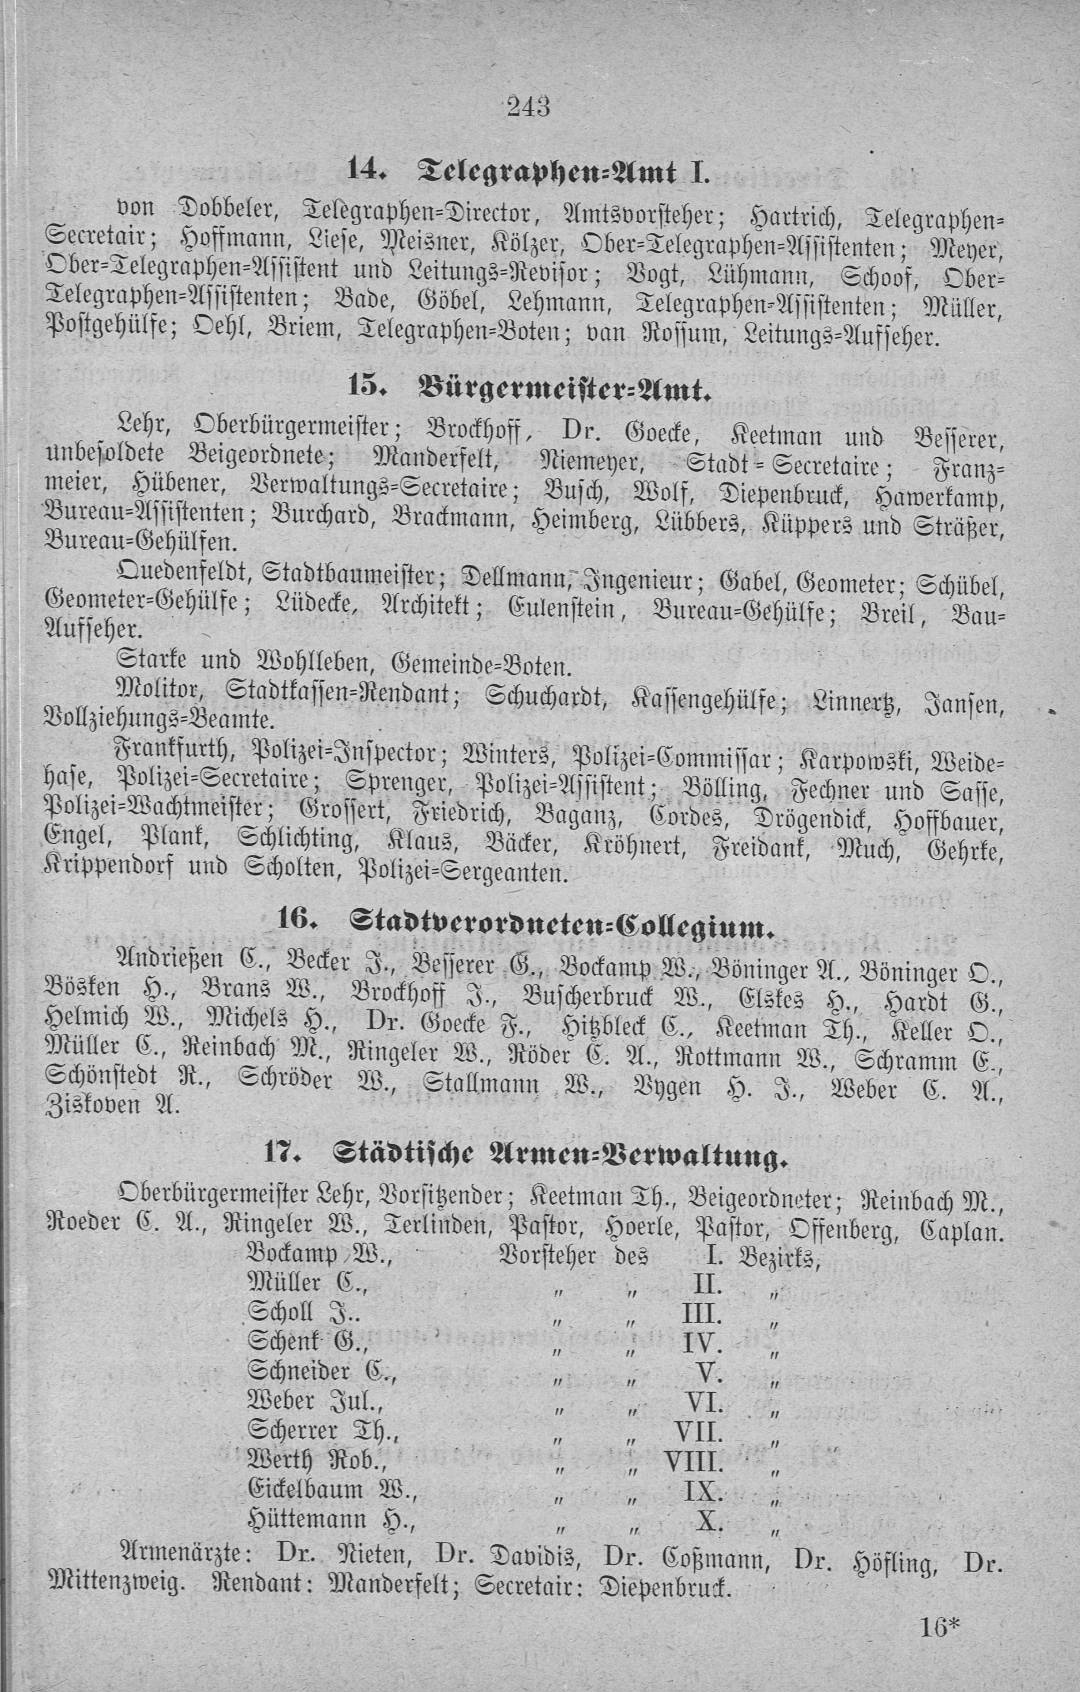 243
14. Telegraphen-Amt I.
von Dobbeler, Telegraphen-Director, Amtsvorsteher; Hartrich, Telegraphen-
Secretair; Hoffmann, Liese, Meisner, Kölzer, Ober-Telegraphen-Assistenten; Meyer,
Ober-Telegraphen-Assistent und Leitungs-Revisor; Vogt, Lühmann, Schoof, Ober-
Telegraphen-Assistenten; Bade, Göbel, Lehmann, Telegraphen-Assistenten; Müller,
Postgehülfe; Oehl, Briem, Telegraphen-Boten; van Rossum, Leitungs-Aufseher.
15. Bürgermeister-Amt.
Lehr, Oberbürgermeister; Brockhoff, Dr. Goecke, Keetman und Besserer,
unbesoldete Beigeordnete; Manderfelt, Niemeyer, Stadt-Secretaire; Franz-
meier, Hübener, Verwaltungs-Secretaire; Busch, Wolf, Diepenbruck, Hawerkamp,
Bureau-Assistenten; Burchard, Brackmann, Heimberg, Lübbers, Küppers und Sträßer,
Bureau-Gehülfen.
Quedenfeldt, Stadtbaumeister; Dellmann, Ingenieur; Gabel, Geometer; Schübel,
Geometer-Gehülfe; Lüdecke, Architekt; Eulenstein, Bureau-Gehülfe; Breil, Bau-
Aufseher.
Starke und Wohlleben, Gemeinde-Boten.
Molitor, Stadtkassen-Rendant; Schuchardt, Kassengehülfe; Linnertz, Jansen,
Vollziehungs-Beamte.
Frankfurth, Polizei-Inspector; Winters, Polizei-Commissar; Karpowski, Weide-
hase, Polizei-Secretaire; Sprenger, Polizei-Assistent; Bölling, Fechner und Sasse,
Polizei-Wachtmeister; Grossert, Friedrich, Baganz, Cordes, Drögendick, Hoffbauer,
Engel, Plank, Schlichting, Klaus, Bäcker, Kröhnert, Freidank, Much, Gehrke,
Krippendorf und Scholten, Polizei-Sergeanten.
16. Stadtverordneten-Collegium.
Andrießen C., Becker J., Besserer G., Bockamp W., Böninger A., Böninger O.,
Bösken H., Brans W., Brockhoff J., Buscherbruck W., Elskes H., Hardt G.,
Helmich W., Michels H., Dr. Goecke F., Hitzbleck C., Keetman Th., Keller O.,
Müller C., Reinbach M., Ringeler W., Röder C. A., Rottmann W., Schramm E.,
Schönstedt R., Schröder W., Stallmann W., Vygen H. J., Weber C. A.,
Ziskoven A.
17. Städtische Armen-Verwaltung.
Oberbürgermeister Lehr, Vorsitzender; Keetman Th., Beigeordneter; Reinbach M.,
Roeder C. A., Ringeler W., Terlinden, Pastor, Hoerle, Pastor, Offenberg, Caplan.
Bockamp W., Vorsteher des I. Bezirks,
Müller C., " " II. "
Scholl J.. " " III. "
Schenk G., " " IV. "
Schneider C., " " V. "
Weber Jul., " " VI. "
Scherrer Th., " " VII. "
Werth Rob., " " VIII. "
Eickelbaum W., " " IX. "
Hüttemann H., " " X. "
Armenärzte: Dr. Nieten, Dr. Davidis, Dr. Coßmann, Dr. Höfling, Dr.
Mittenzweig. Rendant: Manderfelt; Secretair: Diepenbruck.
16*